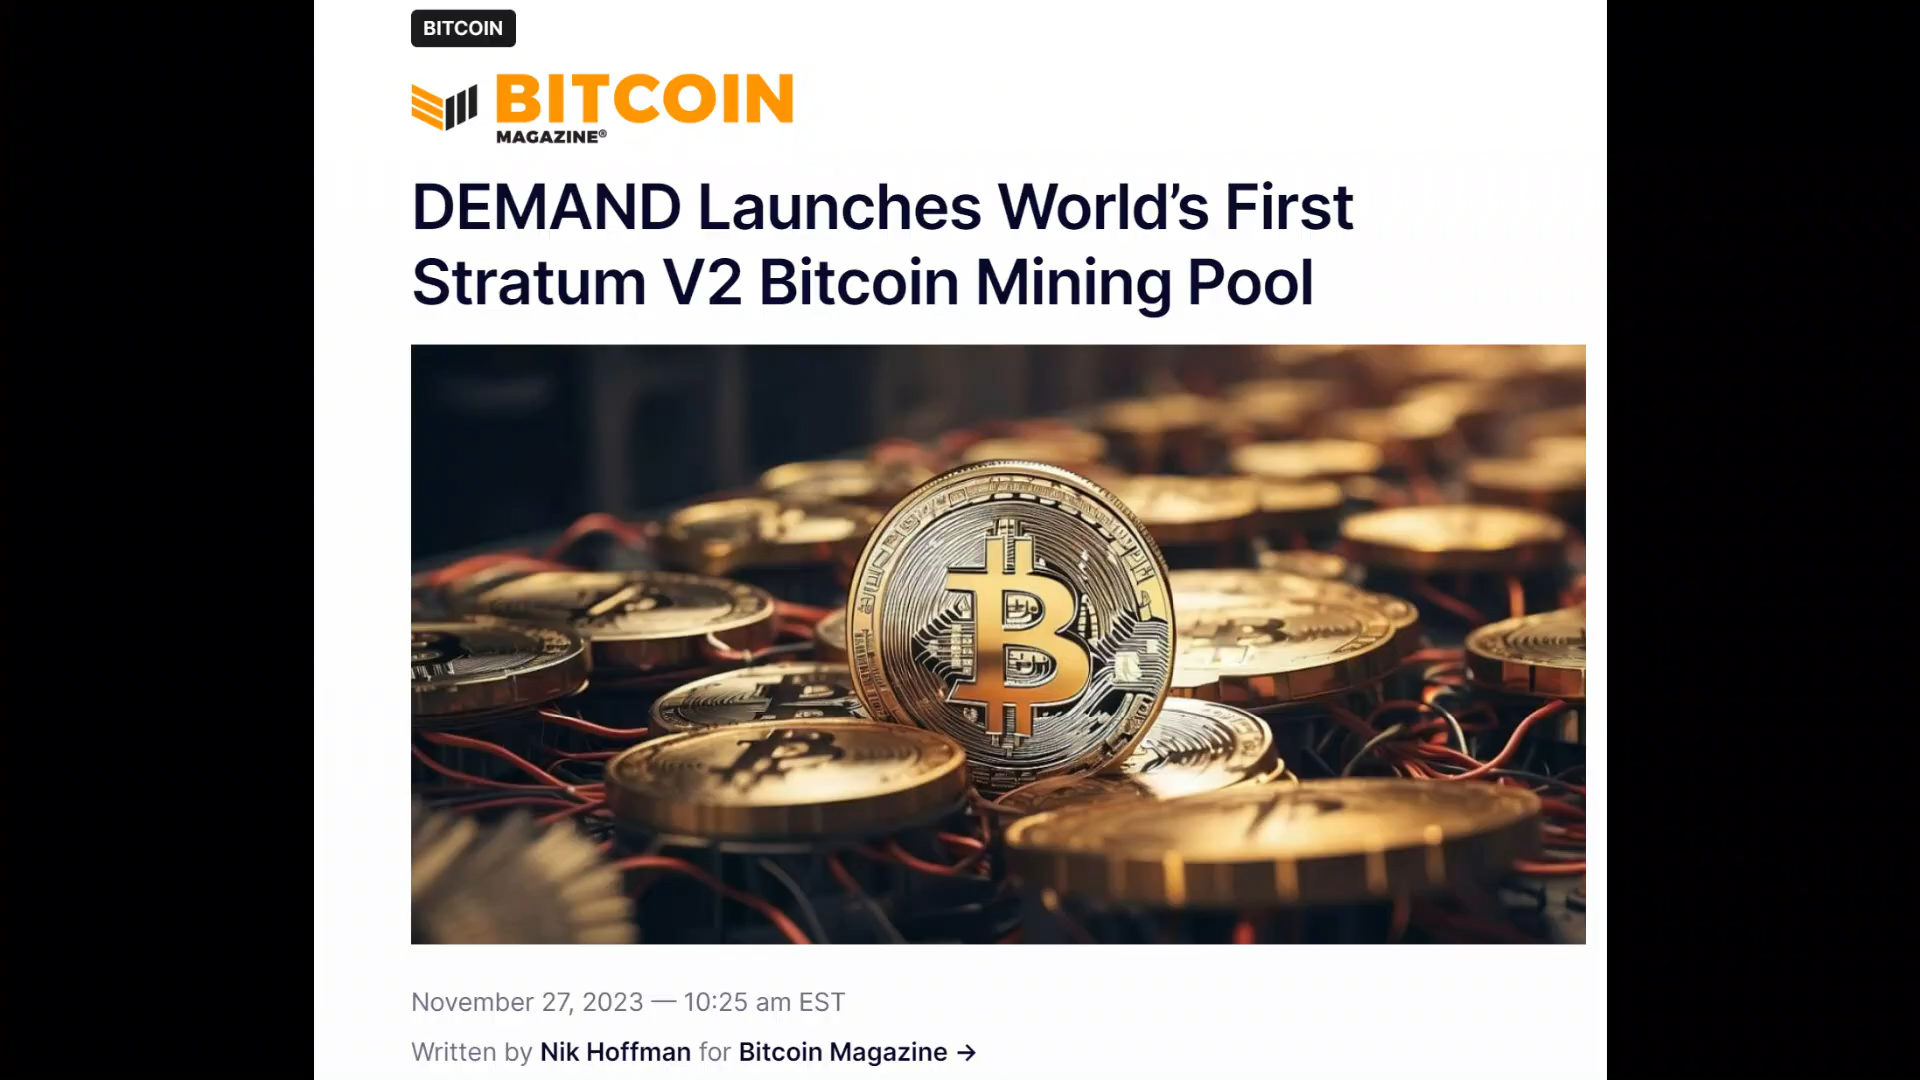 BITCOIN
BITCOIN
MAGAZINE®
DEMAND Launches World’s First
Stratum V2 Bitcoin Mining Pool
November 27, 2023 — 10:25 am EST
Written by Nik Hoffman for Bitcoin Magazine →